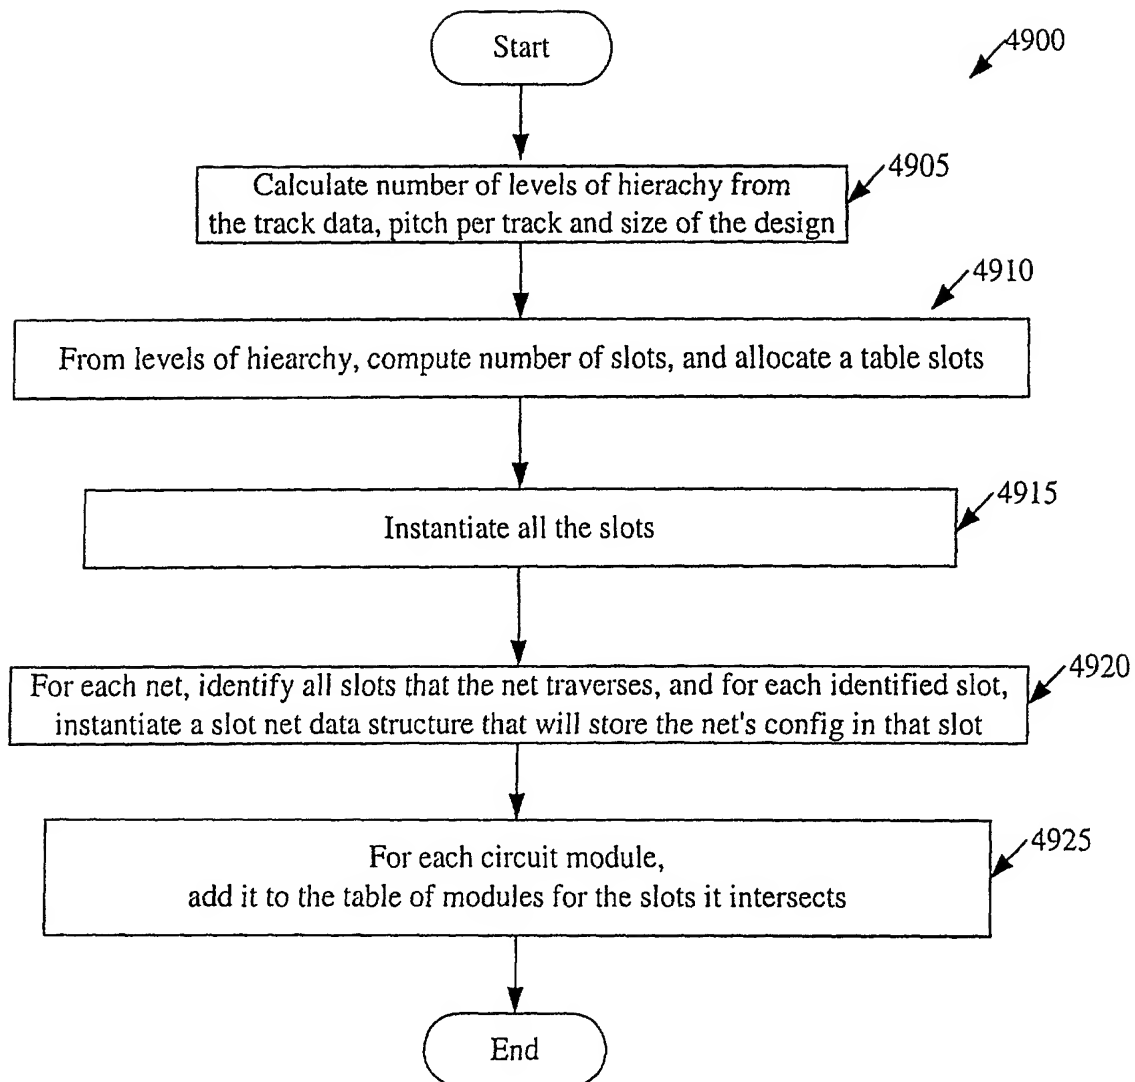 Start
4900
4905
Calculate number of levels of hierachy from
the track data, pitch per track and size of the design
4910
From levels of hiearchy, compute number of slots, and allocate a table slots
4915
Instantiate all the slots
4920
For each net, identify all slots that the net traverses, and for each identified slot,
instantiate a slot net data structure that will store the net's config in that slot
4925
For each circuit module,
add it to the table of modules for the slots it intersects
End